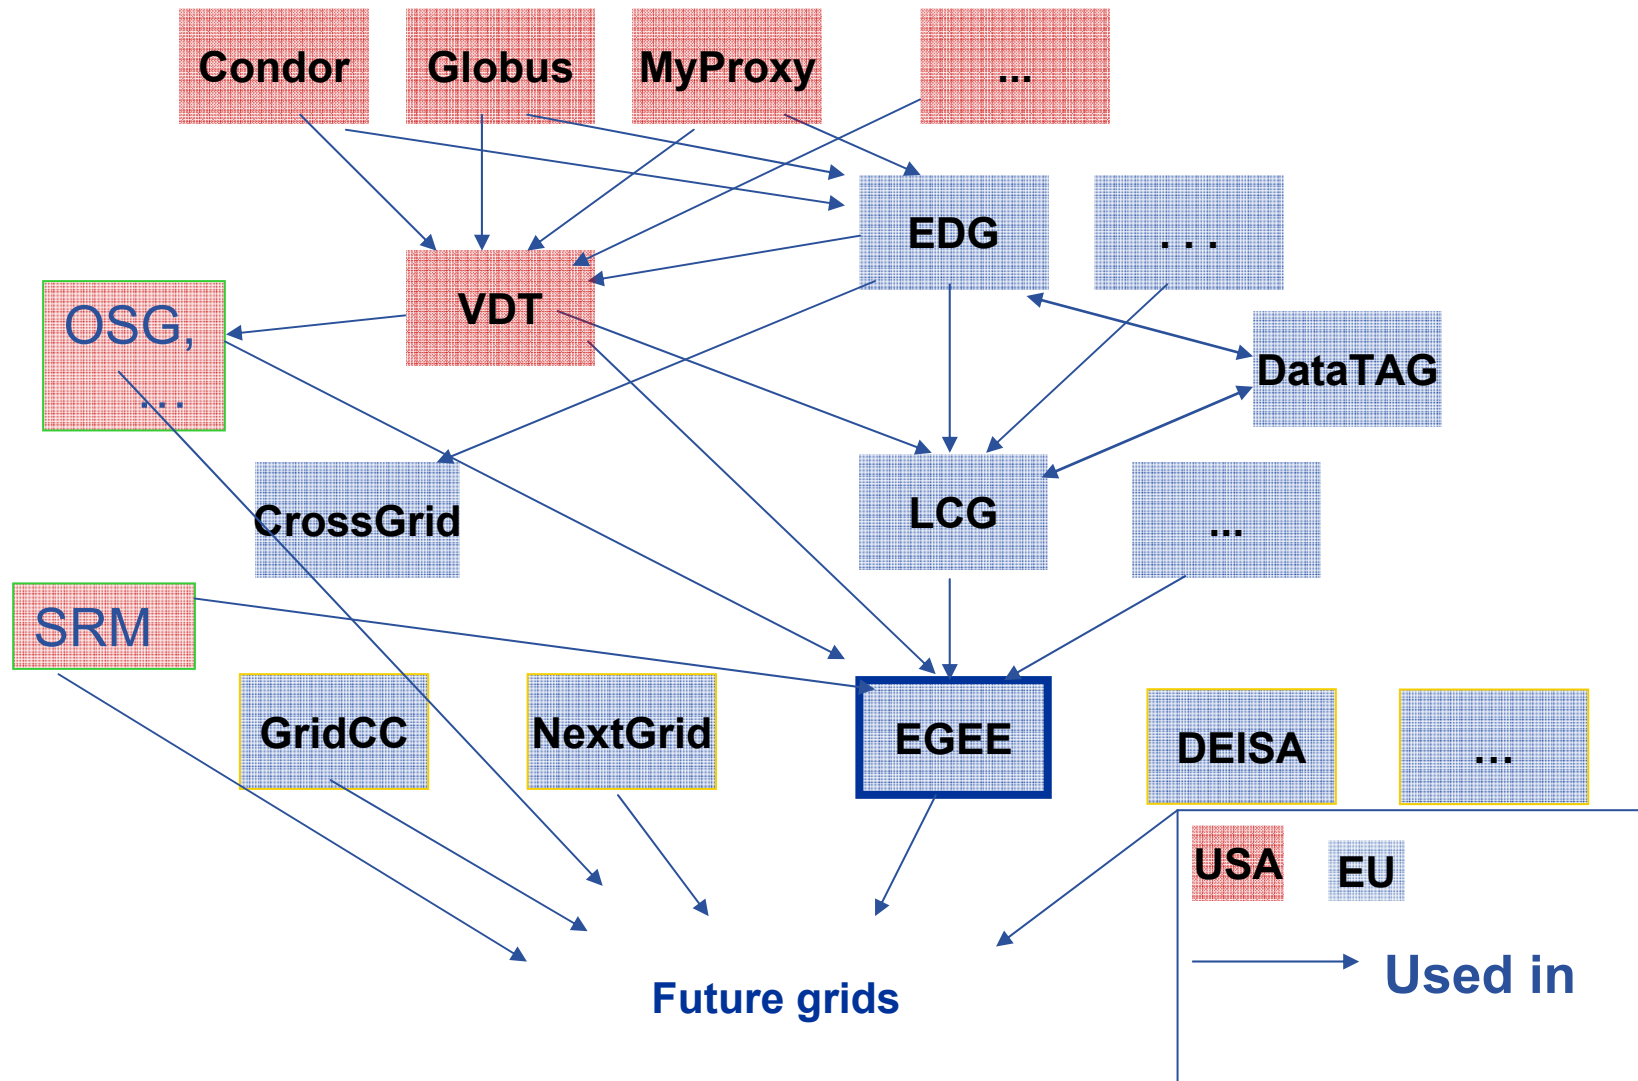 Condor
Globus
MyProxy
...
EDG
. . .
VDT
OSG,
...
DataTAG
CrossGrid
LCG
...
SRM
GridCC
NextGrid
EGEE
DEISA
...
USA
EU
Used in
Future grids